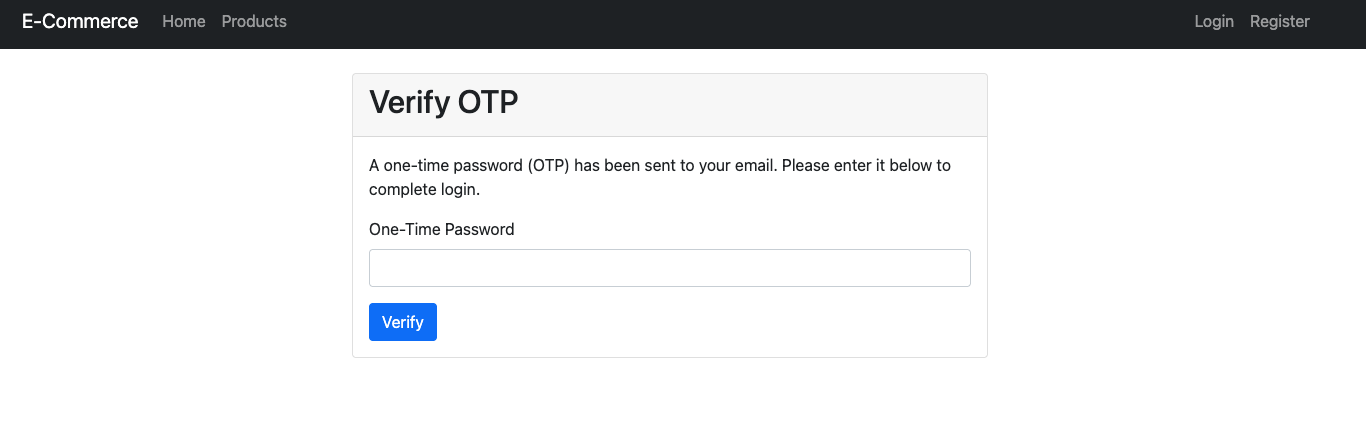 E-Commerce Home Products Login Register
Verify OTP
A one-time password (OTP) has been sent to your email. Please enter it below to
complete login.
One-Time Password
Verify